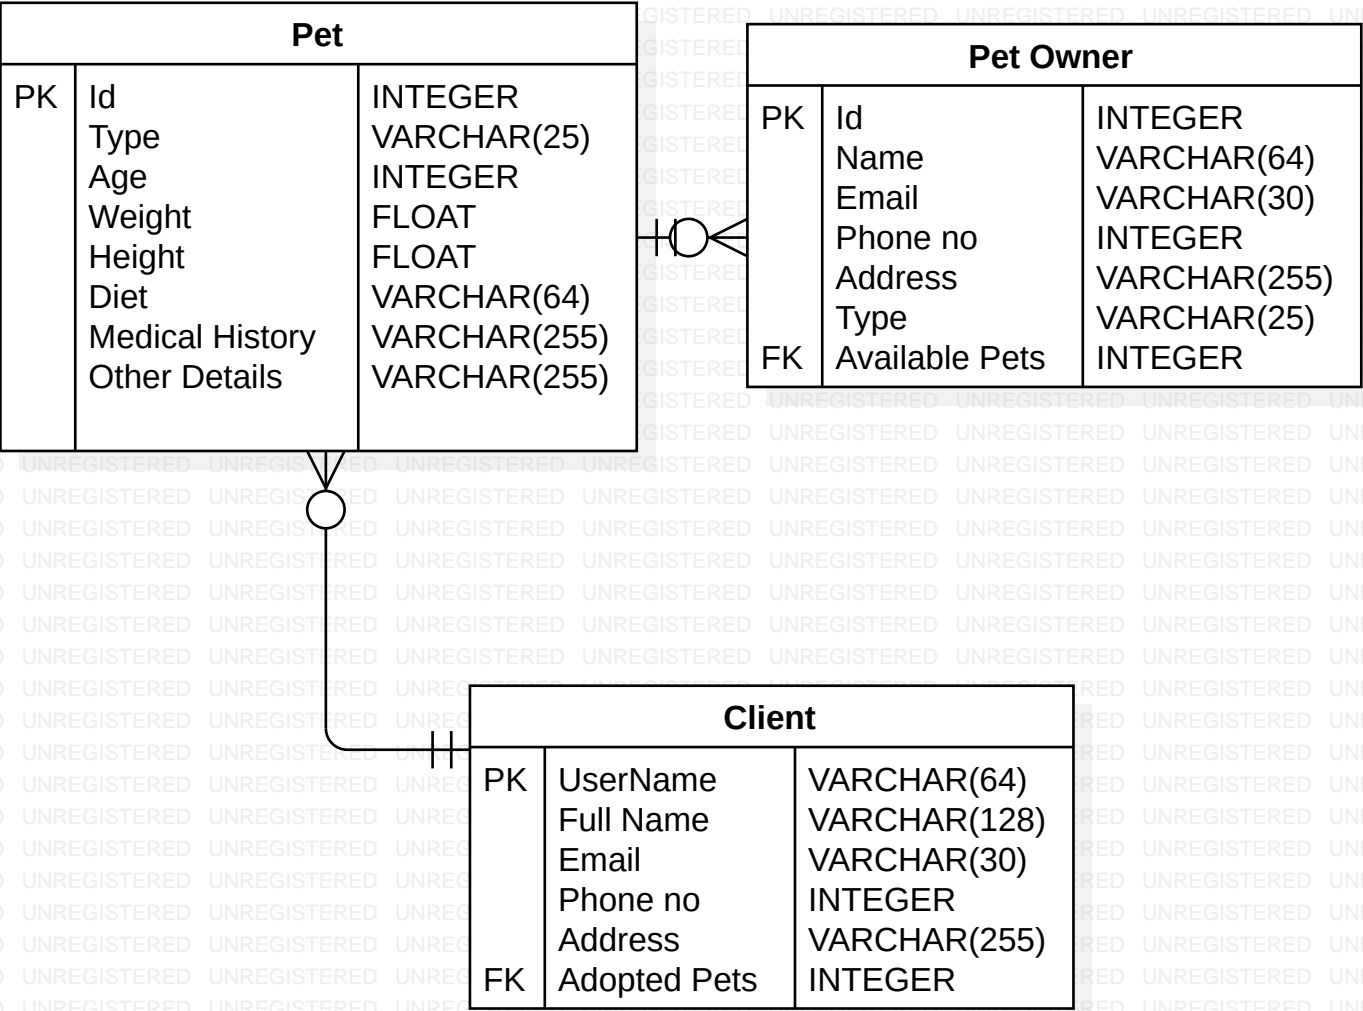 Pet
PK Id INTEGER
Type VARCHAR(25)
Age INTEGER
Weight FLOAT
Height FLOAT
Diet VARCHAR(64)
Medical History VARCHAR(255)
Other Details VARCHAR(255)
Pet Owner
PK Id INTEGER
Name VARCHAR(64)
Email VARCHAR(30)
Phone no INTEGER
Address VARCHAR(255)
Type VARCHAR(25)
FK Available Pets INTEGER
Client
PK UserName VARCHAR(64)
Full Name VARCHAR(128)
Email VARCHAR(30)
Phone no INTEGER
Address VARCHAR(255)
FK Adopted Pets INTEGER
UNREGISTERED